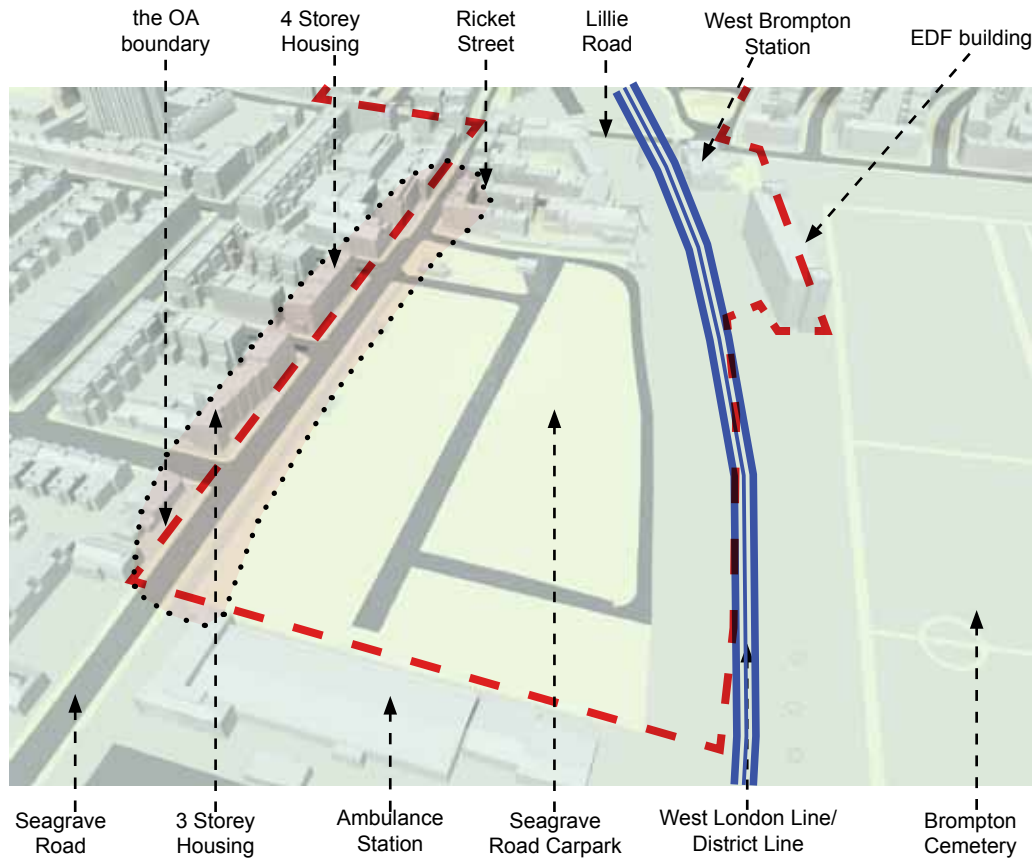 the OA
boundary
4 Storey
Housing
Ricket
Street
Lillie
Road
West Brompton
Station
EDF building
Seagrave
Road
3 Storey
Housing
Ambulance
Station
Seagrave
Road Carpark
West London Line/
District Line
Brompton
Cemetery